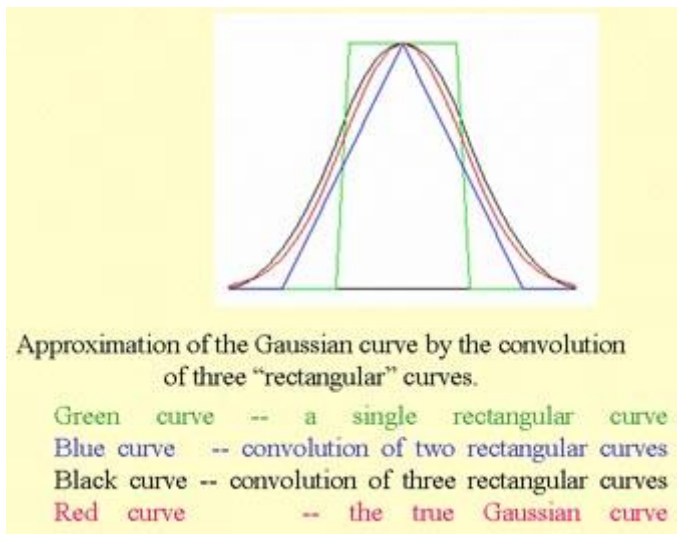 Approximation of the Gaussian curve by the convolution
of three “rectangular” curves.
Green curve -- a single rectangular curve
Blue curve -- convolution of two rectangular curves
Black curve -- convolution of three rectangular curves
Red curve -- the true Gaussian curve